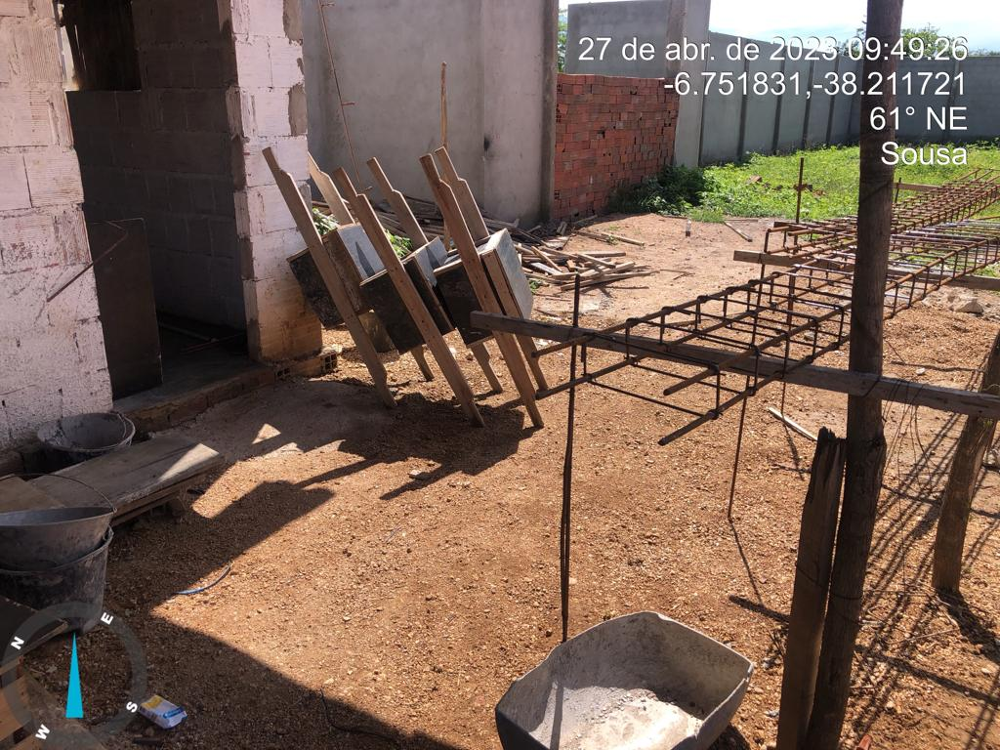 27 de abr. de 2023 09:49:26
-6.751831,-38.211721
61° NE
Sousa
N
E
S
W